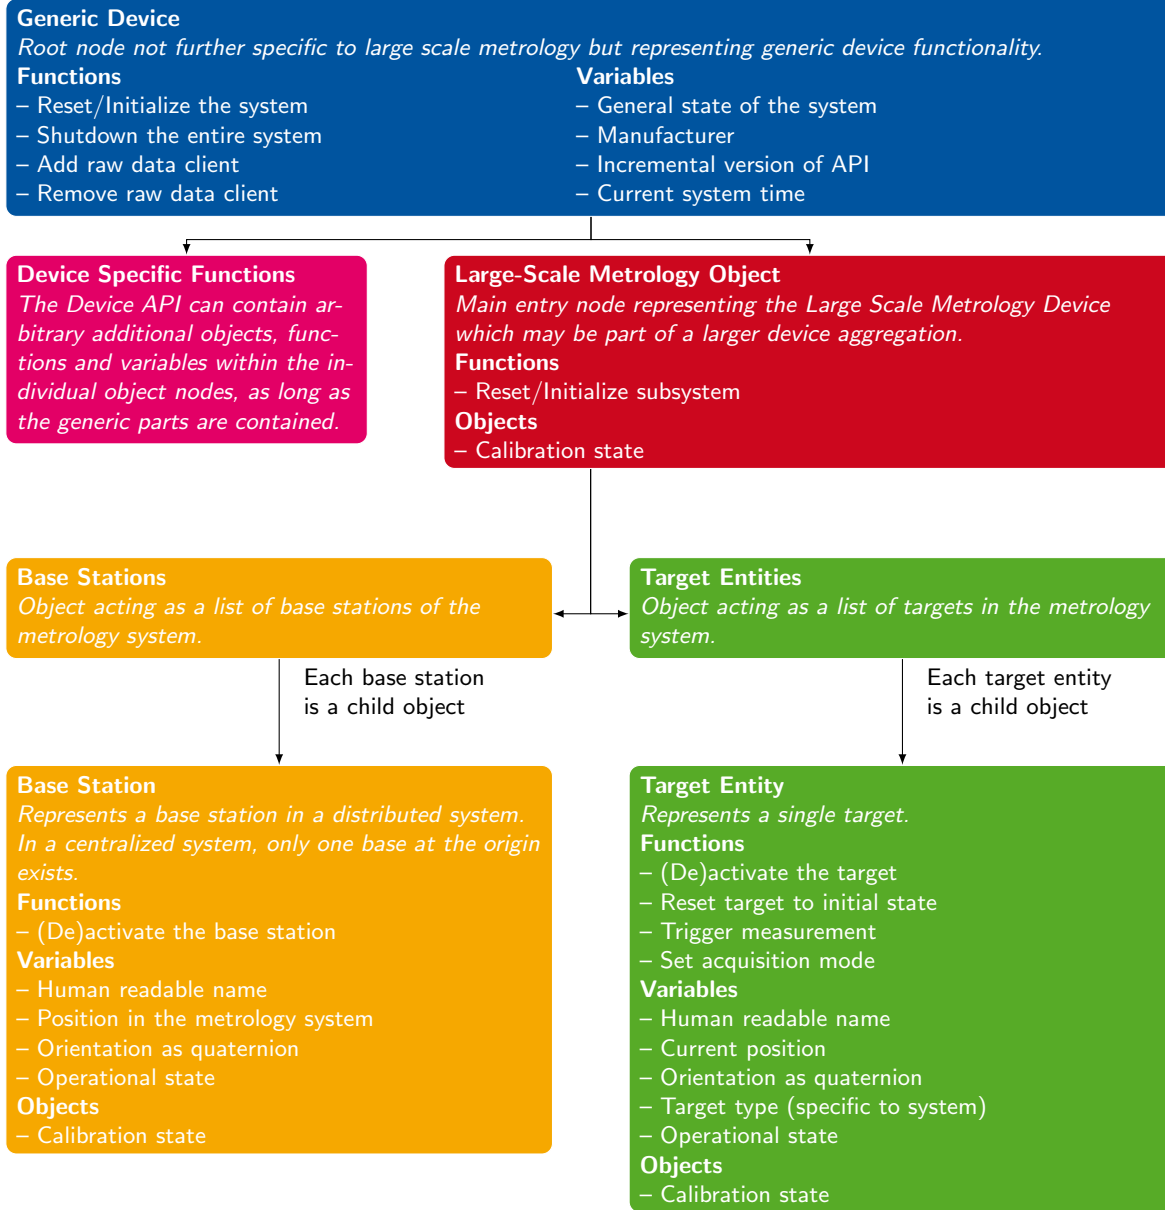 Generic Device
Root node not further specific to large scale metrology but representing generic device functionality.
Functions
– Reset/Initialize the system
– Shutdown the entire system
– Add raw data client
– Remove raw data client
Variables
– General state of the system
– Manufacturer
– Incremental version of API
– Current system time
Device Specific Functions
The Device API can contain ar-
bitrary additional objects, func-
tions and variables within the in-
dividual object nodes, as long as
the generic parts are contained.
Large-Scale Metrology Object
Main entry node representing the Large Scale Metrology Device
which may be part of a larger device aggregation.
Functions
– Reset/Initialize subsystem
Objects
– Calibration state
Base Stations
Object acting as a list of base stations of the
metrology system.
Target Entities
Object acting as a list of targets in the metrology
system.
Each base station
is a child object
Each target entity
is a child object
Base Station
Represents a base station in a distributed system.
In a centralized system, only one base at the origin
exists.
Functions
– (De)activate the base station
Variables
– Human readable name
– Position in the metrology system
– Orientation as quaternion
– Operational state
Objects
– Calibration state
Target Entity
Represents a single target.
Functions
– (De)activate the target
– Reset target to initial state
– Trigger measurement
– Set acquisition mode
Variables
– Human readable name
– Current position
– Orientation as quaternion
– Target type (specific to system)
– Operational state
Objects
– Calibration state